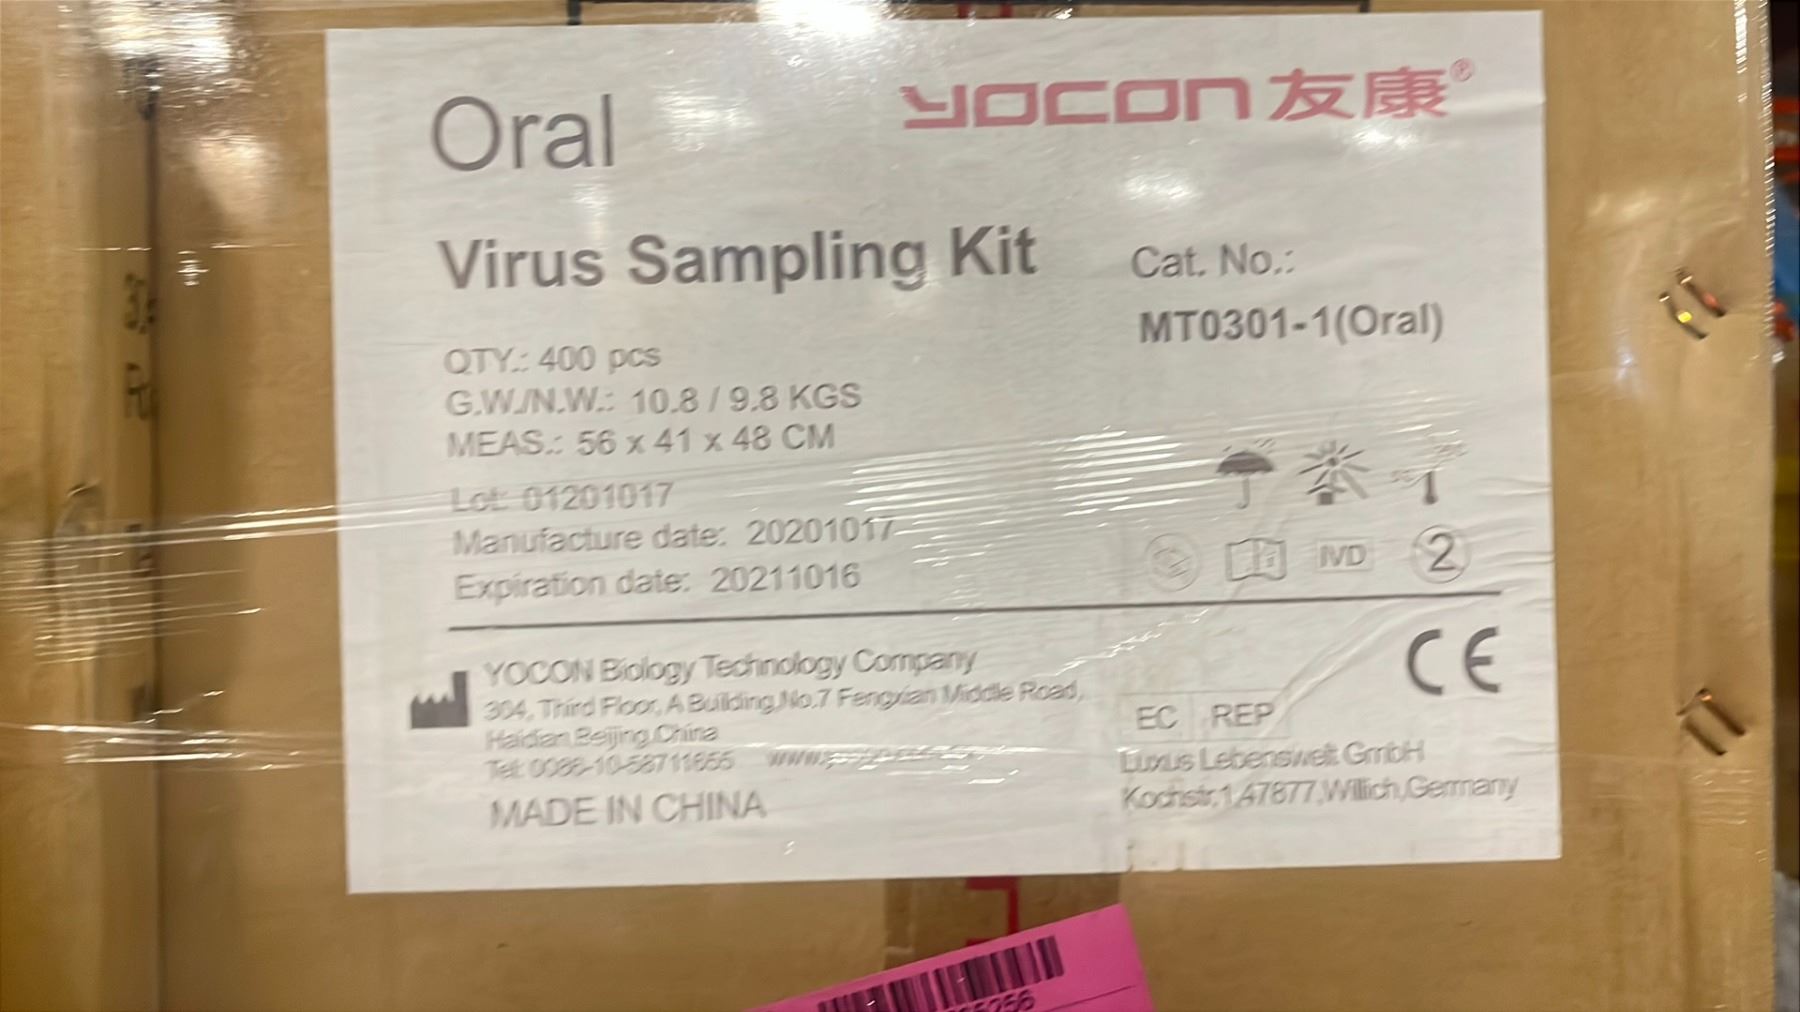 Oral
YOCON 友康®
Virus Sampling Kit
Cat. No.:
MT0301-1(Oral)
QTY.: 400 pcs
G.W./N.W.: 10.8 / 9.8 KGS
MEAS.: 56 x 41 x 48 CM
Lot: 01201017
Manufacture date: 20201017
Expiration date: 20211016
IVD
2
CE
YOCON Biology Technology Company
304, Third Floor, A Building,No.7 Fengxian Middle Road,
Haidian,Beijing,China
Tel: 0086-10-58711655
MADE IN CHINA
EC REP
Luxus Lebenswelt GmbH
Kochstr,1,47877,Willich,Germany